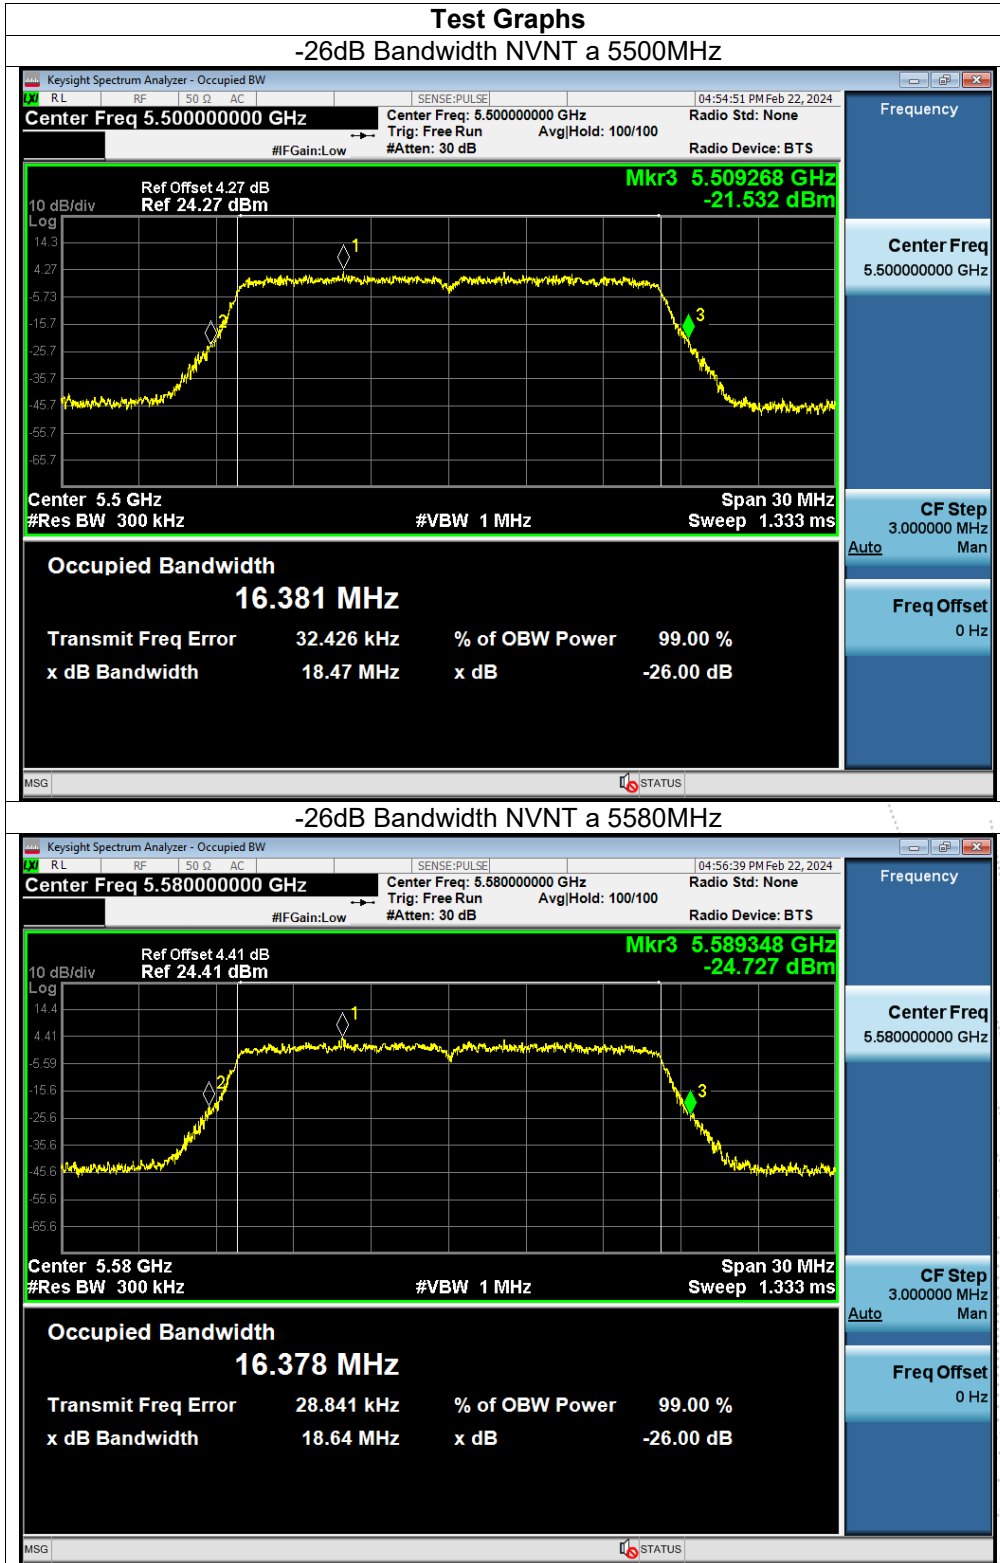 Test Graphs
-26dB Bandwidth NVNT a 5500MHz
Keysight Spectrum Analyzer - Occupied BW
LXI RL RF 50 Ω AC SENSE:PULSE 04:54:51 PM Feb 22, 2024
Center Freq 5.500000000 GHz
Center Freq: 5.500000000 GHz Radio Std: None
Trig: Free Run Avg|Hold: 100/100
#IFGain:Low #Atten: 30 dB Radio Device: BTS
Frequency
Mkr3 5.509268 GHz
-21.532 dBm
Ref Offset 4.27 dB
10 dB/div Ref 24.27 dBm
Log
14.3
4.27
-5.73
-15.7
-25.7
-35.7
-45.7
-55.7
-65.7
1
2
3
Center 5.5 GHz Span 30 MHz
#Res BW 300 kHz #VBW 1 MHz Sweep 1.333 ms
Center Freq
5.500000000 GHz
CF Step
3.000000 MHz
Auto Man
Freq Offset
0 Hz
Occupied Bandwidth
16.381 MHz
Transmit Freq Error 32.426 kHz % of OBW Power 99.00 %
x dB Bandwidth 18.47 MHz x dB -26.00 dB
MSG STATUS
-26dB Bandwidth NVNT a 5580MHz
Keysight Spectrum Analyzer - Occupied BW
LXI RL RF 50 Ω AC SENSE:PULSE 04:56:39 PM Feb 22, 2024
Center Freq 5.580000000 GHz
Center Freq: 5.580000000 GHz Radio Std: None
Trig: Free Run Avg|Hold: 100/100
#IFGain:Low #Atten: 30 dB Radio Device: BTS
Frequency
Mkr3 5.589348 GHz
-24.727 dBm
Ref Offset 4.41 dB
10 dB/div Ref 24.41 dBm
Log
14.4
4.41
-5.59
-15.6
-25.6
-35.6
-45.6
-55.6
-65.6
1
2
3
Center 5.58 GHz Span 30 MHz
#Res BW 300 kHz #VBW 1 MHz Sweep 1.333 ms
Center Freq
5.580000000 GHz
CF Step
3.000000 MHz
Auto Man
Freq Offset
0 Hz
Occupied Bandwidth
16.378 MHz
Transmit Freq Error 28.841 kHz % of OBW Power 99.00 %
x dB Bandwidth 18.64 MHz x dB -26.00 dB
MSG STATUS